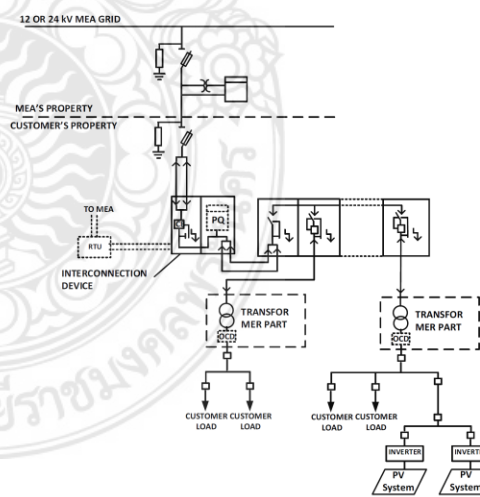 12 OR 24 kV MEA GRID
MEA'S PROPERTY
CUSTOMER'S PROPERTY
TO MEA
PQ
RTU
INTERCONNECTION
DEVICE
TRANSFOR
MER PART
OCD
TRANSFOR
MER PART
OCD
CUSTOMER CUSTOMER
LOAD LOAD
CUSTOMER CUSTOMER
LOAD LOAD
INVERTER
INVERT
PV
System
PV
System